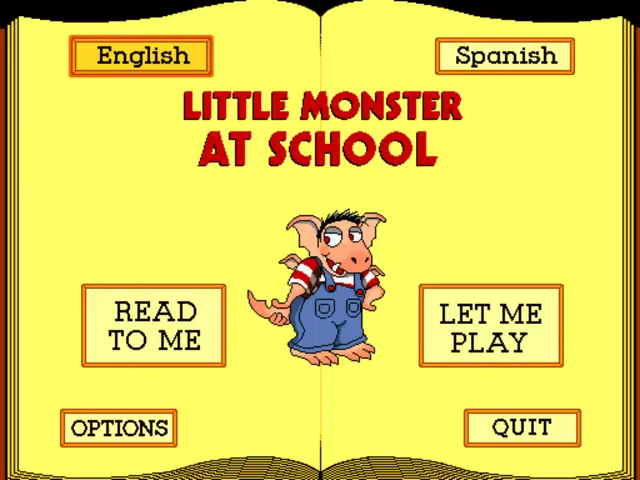 English
Spanish
LITTLE MONSTER
AT SCHOOL
READ
TO ME
LET ME
PLAY
OPTIONS
QUIT